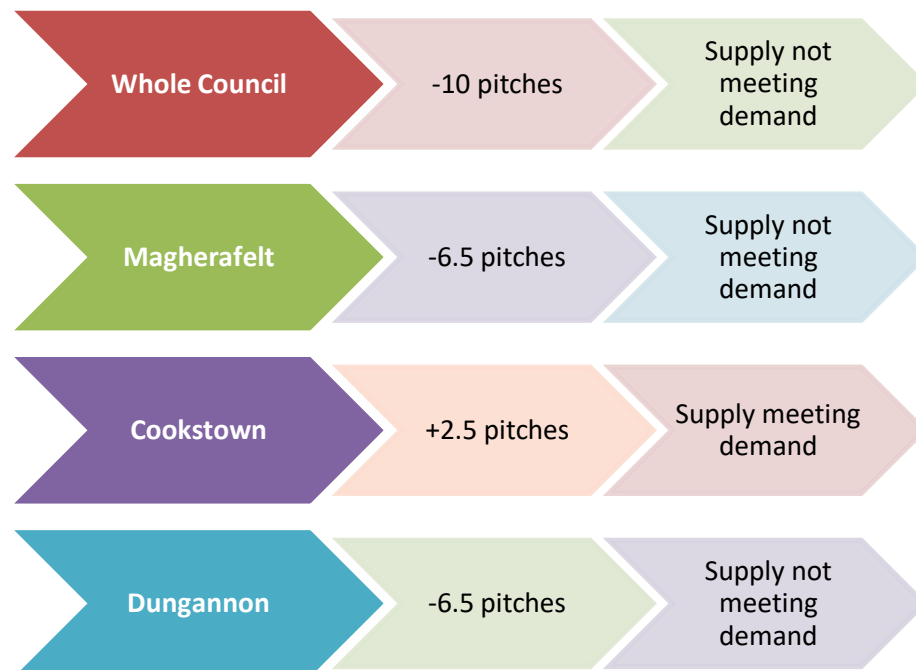 Whole Council
-10 pitches
Supply not
meeting
demand
Magherafelt
-6.5 pitches
Supply not
meeting
demand
Cookstown
+2.5 pitches
Supply meeting
demand
Dungannon
-6.5 pitches
Supply not
meeting
demand